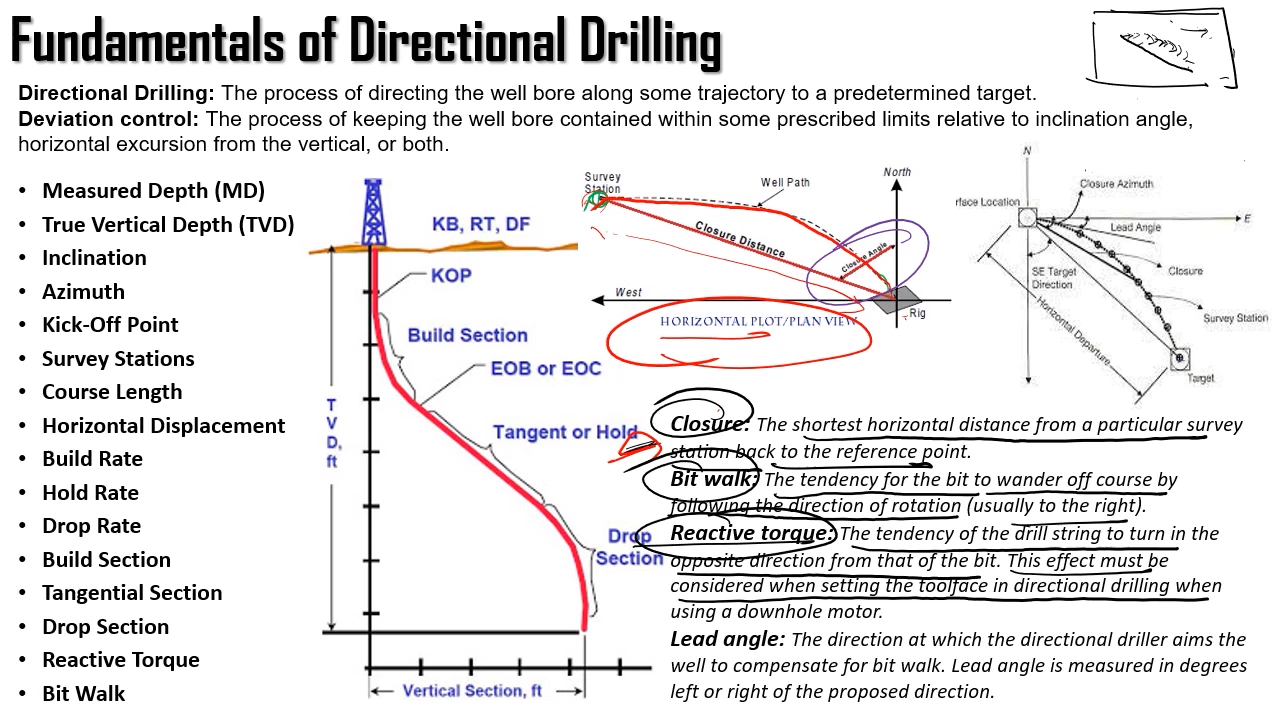 Fundamentals of Directional Drilling
Directional Drilling: The process of directing the well bore along some trajectory to a predetermined target.
Deviation control: The process of keeping the well bore contained within some prescribed limits relative to inclination angle,
horizontal excursion from the vertical, or both.
• Measured Depth (MD)
• True Vertical Depth (TVD)
• Inclination
• Azimuth
• Kick-Off Point
• Survey Stations
• Course Length
• Horizontal Displacement
• Build Rate
• Hold Rate
• Drop Rate
• Build Section
• Tangential Section
• Drop Section
• Reactive Torque
• Bit Walk
KB, RT, DF
KOP
Build Section
EOB or EOC
Tangent or Hold
Drop
Section
T
V
D,
ft
Vertical Section, ft
Survey
Station
Well Path
North
Closure Distance
Closure Angle
West
Rig
HORIZONTAL PLOT/PLAN VIEW
N
Closure Azimuth
rface Location
E
Lead Angle
Closure
SE Target
Direction
Survey Station
Horizontal Departure
Target
Closure: The shortest horizontal distance from a particular survey
station back to the reference point.
Bit walk: The tendency for the bit to wander off course by
following the direction of rotation (usually to the right).
Reactive torque: The tendency of the drill string to turn in the
opposite direction from that of the bit. This effect must be
considered when setting the toolface in directional drilling when
using a downhole motor.
Lead angle: The direction at which the directional driller aims the
well to compensate for bit walk. Lead angle is measured in degrees
left or right of the proposed direction.